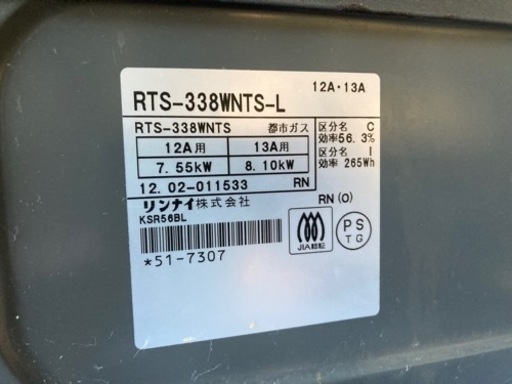 12A・13A
RTS-338WNTS-L
RTS-338WNTS 都市ガス
12A用 13A用
7.55kW 8.10kW
区分名 C
効率56.3%
区分名 I
効率 265Wh
12.02-011533 RN
リンナイ株式会社
RN(O)
KSR56BL
JIA認証
PS
TG
*51-7307